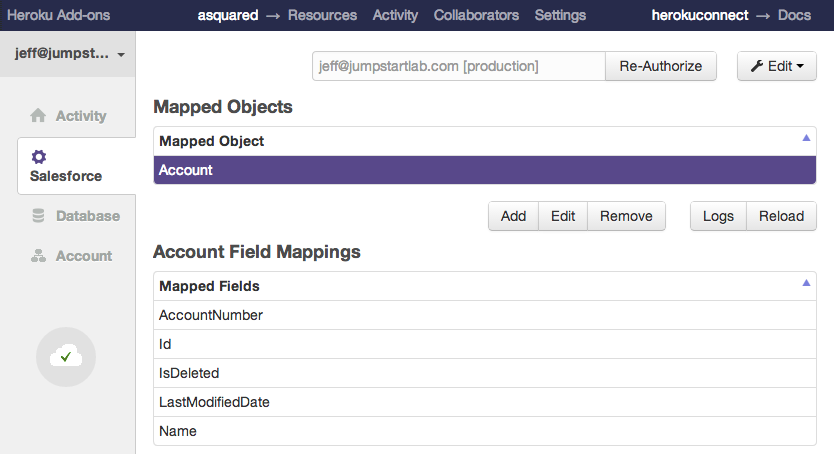 Heroku Add-ons asquared → Resources Activity Collaborators Settings herokuconnect → Docs
jeff@jumpst...
jeff@jumpstartlab.com [production] Re-Authorize Edit
Activity
Salesforce
Database
Account
Mapped Objects
Mapped Object
Account
Add Edit Remove Logs Reload
Account Field Mappings
Mapped Fields
AccountNumber
Id
IsDeleted
LastModifiedDate
Name